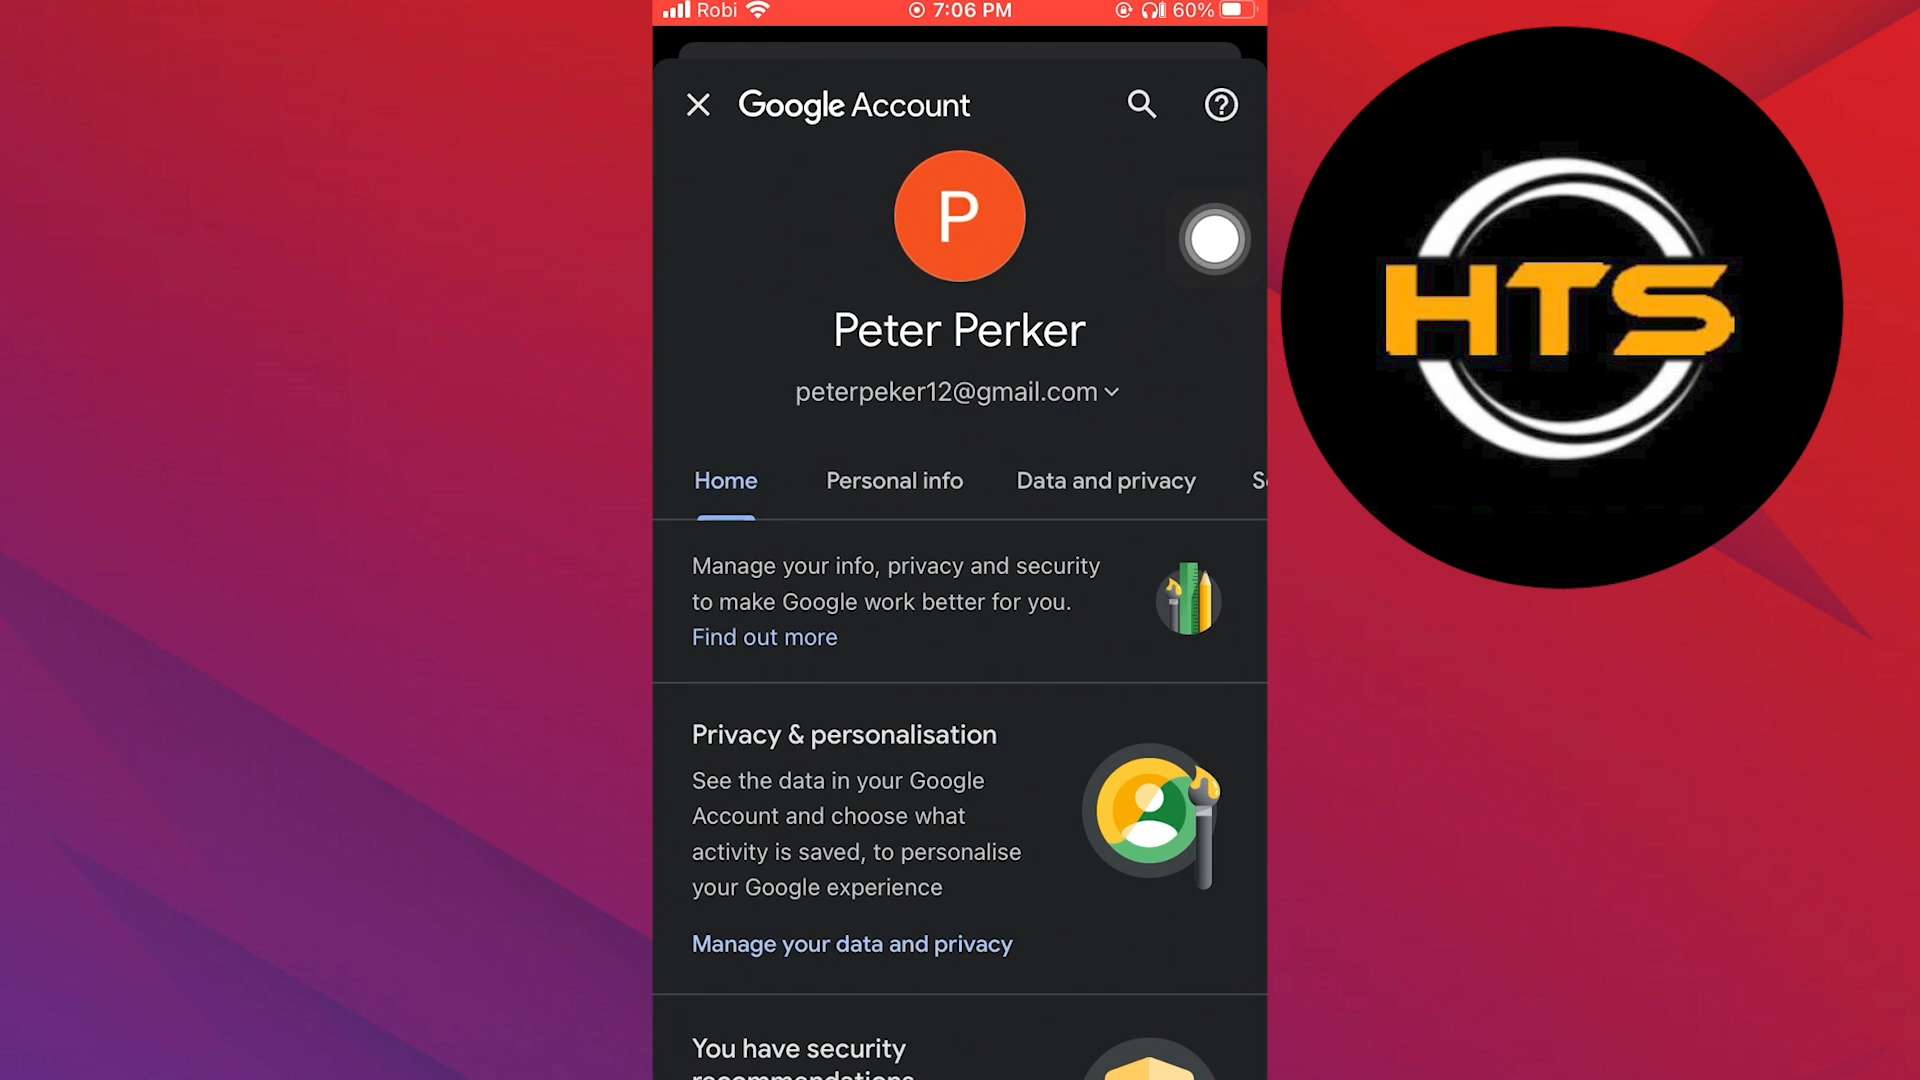 Robi 7:06 PM 60%
Google Account
P
Peter Perker
peterpeker12@gmail.com
Home Personal info Data and privacy
Manage your info, privacy and security
to make Google work better for you.
Find out more
Privacy & personalisation
See the data in your Google
Account and choose what
activity is saved, to personalise
your Google experience
Manage your data and privacy
You have security
recommendations
HTS